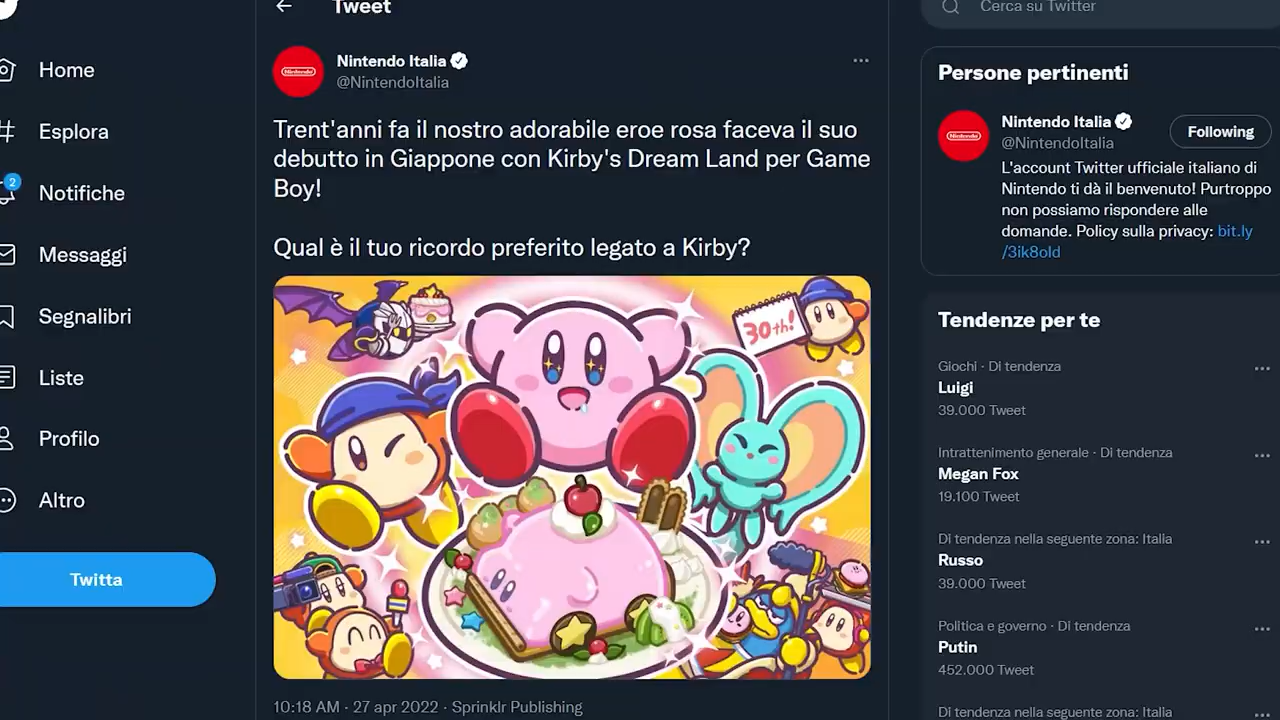 Tweet
Cerca su Twitter
Home
Esplora
2
Notifiche
Messaggi
Segnalibri
Liste
Profilo
Altro
Twitta
Nintendo
Nintendo Italia
@NintendoItalia
Trent'anni fa il nostro adorabile eroe rosa faceva il suo
debutto in Giappone con Kirby's Dream Land per Game
Boy!
Qual è il tuo ricordo preferito legato a Kirby?
30th!
10:18 AM · 27 apr 2022 · Sprinklr Publishing
Persone pertinenti
Nintendo
Nintendo Italia
@NintendoItalia
Following
L'account Twitter ufficiale italiano di
Nintendo ti dà il benvenuto! Purtroppo
non possiamo rispondere alle
domande. Policy sulla privacy: bit.ly
/3ik8old
Tendenze per te
Giochi · Di tendenza
Luigi
39.000 Tweet
Intrattenimento generale · Di tendenza
Megan Fox
19.100 Tweet
Di tendenza nella seguente zona: Italia
Russo
39.000 Tweet
Politica e governo · Di tendenza
Putin
452.000 Tweet
Di tendenza nella seguente zona: Italia